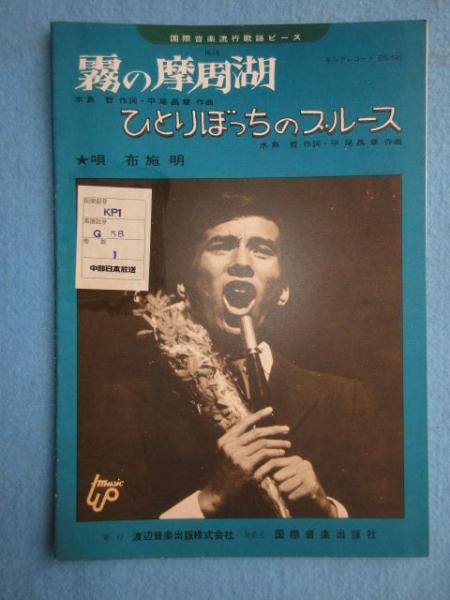 国際音楽流行歌謡ピース
霧の摩周湖
キングレコード
水島 哲 作詞・平尾昌章 作曲
ひとりぼっちのブルース
水島 哲 作詞・平尾昌章 作曲
★唄 布施 明
KP1
G 58
1
中部日本放送
music
発行 渡辺音楽出版株式会社 発売元 国際音楽出版社